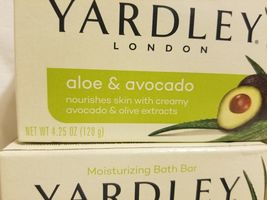 YARDLEY
LONDON
aloe & avocado
nourishes skin with creamy
avocado & olive extracts
NET WT 4.25 OZ (120 g)
Moisturizing Bath Bar
YARDLEY